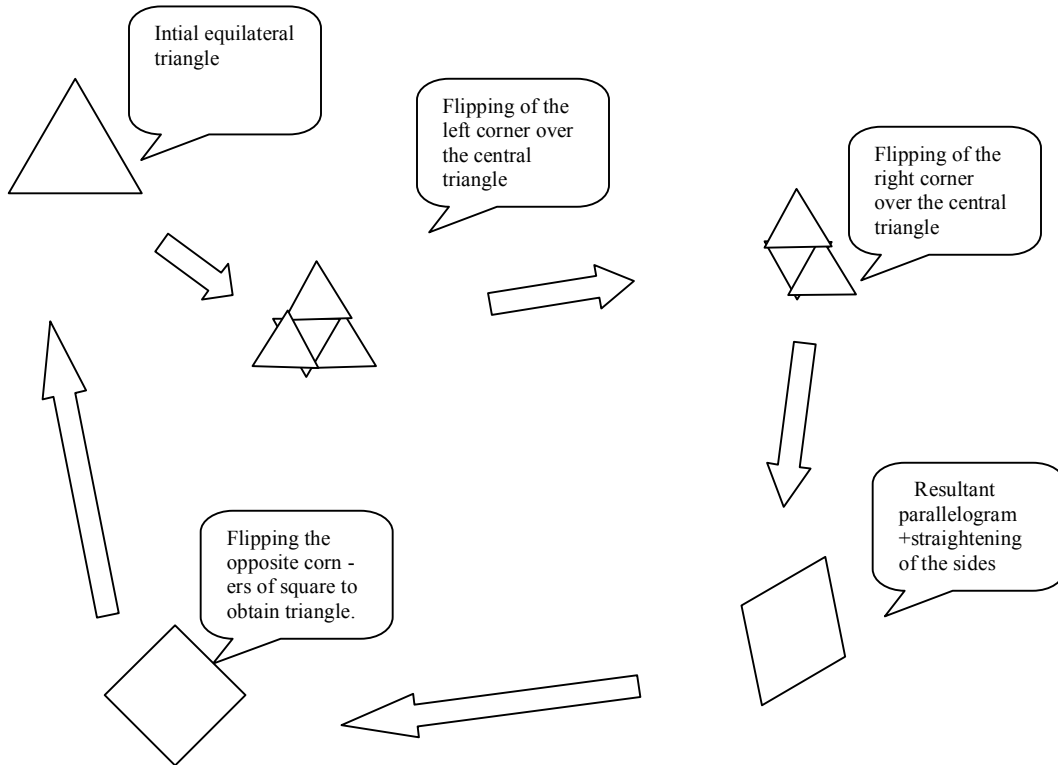 Intial equilateral
triangle
Flipping of the
left corner over
the central
triangle
Flipping of the
right corner
over the central
triangle
Resultant
parallelogram
+straightening
of the sides
Flipping the
opposite corn -
ers of square to
obtain triangle.